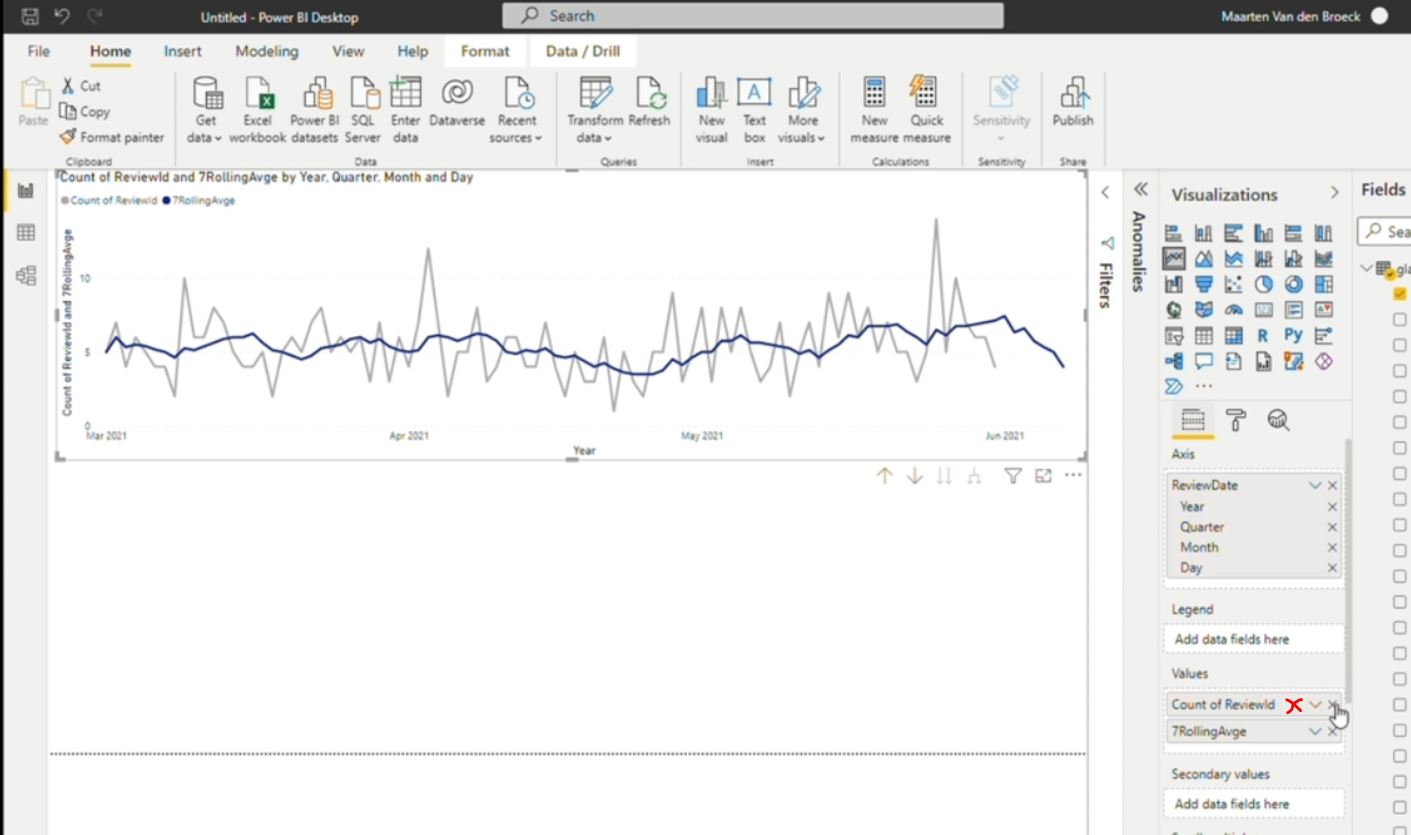 Untitled - Power BI Desktop
Search
Maarten Van den Broeck
File Home Insert Modeling View Help Format Data / Drill
Paste
Cut
Copy
Format painter
Clipboard
Get data
Excel workbook
Power BI datasets
SQL Server
Enter data
Dataverse
Recent sources
Data
Transform data
Refresh
Queries
New visual
Text box
More visuals
Insert
New measure
Quick measure
Calculations
Sensitivity
Sensitivity
Publish
Share
Count of ReviewId and 7RollingAvge by Year, Quarter, Month and Day
Count of ReviewId 7RollingAvge
Count of ReviewId and 7RollingAvge
10
5
0
Mar 2021 Apr 2021 May 2021 Jun 2021
Year
Filters
Anomalies
Visualizations
R Py
Axis
ReviewDate
Year
Quarter
Month
Day
Legend
Add data fields here
Values
Count of ReviewId
7RollingAvge
Secondary values
Add data fields here
Fields
Sea